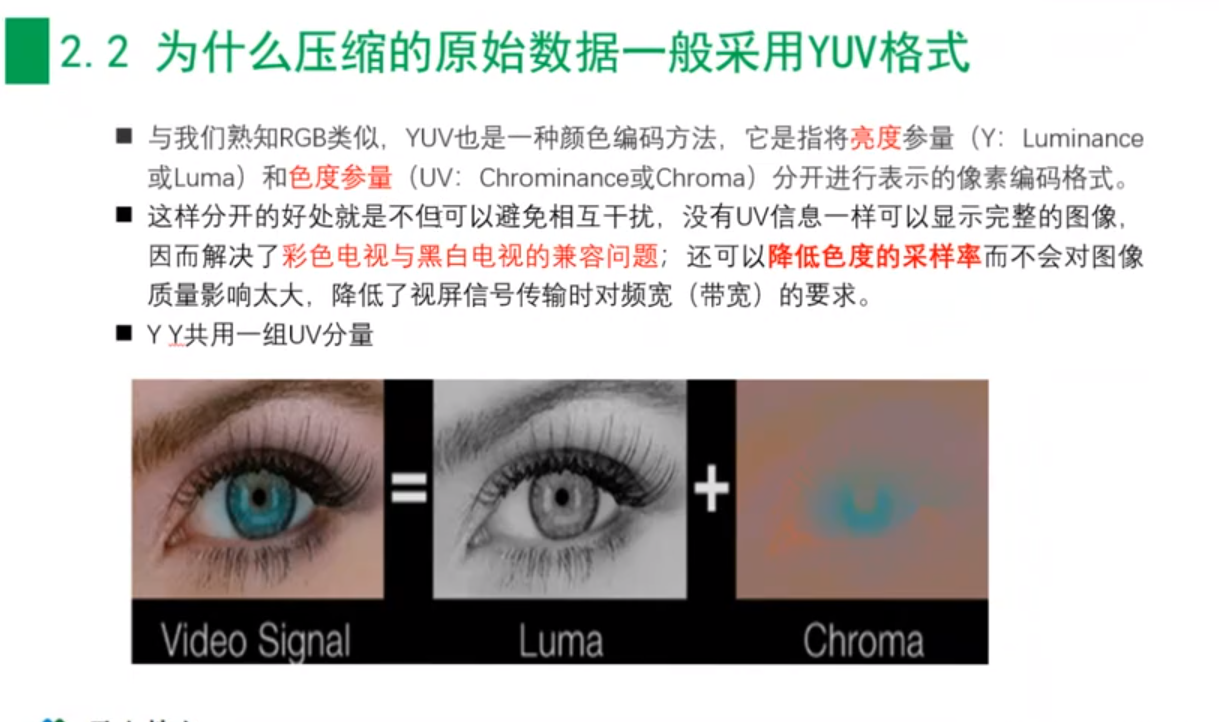 2.2 为什么压缩的原始数据一般采用YUV格式
与我们熟知RGB类似，YUV也是一种颜色编码方法，它是指将亮度参量（Y：Luminance
或Luma）和色度参量（UV：Chrominance或Chroma）分开进行表示的像素编码格式。
这样分开的好处就是不但可以避免相互干扰，没有UV信息一样可以显示完整的图像，
因而解决了彩色电视与黑白电视的兼容问题；还可以降低色度的采样率而不会对图像
质量影响太大，降低了视屏信号传输时对频宽（带宽）的要求。
Y Y共用一组UV分量
Video Signal = Luma + Chroma